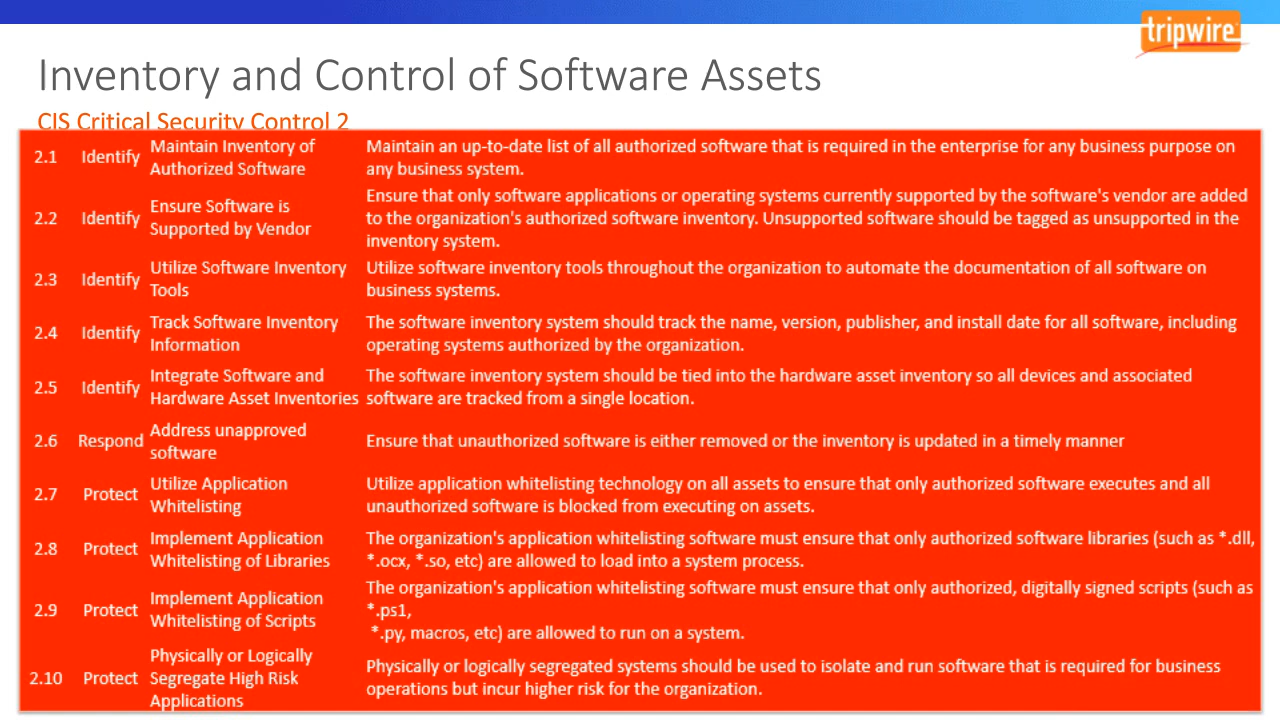 tripwire
Inventory and Control of Software Assets
CIS Critical Security Control 2
2.1 Identify Maintain Inventory of Authorized Software Maintain an up-to-date list of all authorized software that is required in the enterprise for any business purpose on
any business system.
2.2 Identify Ensure Software is Supported by Vendor Ensure that only software applications or operating systems currently supported by the software's vendor are added
to the organization's authorized software inventory. Unsupported software should be tagged as unsupported in the
inventory system.
2.3 Identify Utilize Software Inventory Tools Utilize software inventory tools throughout the organization to automate the documentation of all software on
business systems.
2.4 Identify Track Software Inventory Information The software inventory system should track the name, version, publisher, and install date for all software, including
operating systems authorized by the organization.
2.5 Identify Integrate Software and Hardware Asset Inventories The software inventory system should be tied into the hardware asset inventory so all devices and associated
software are tracked from a single location.
2.6 Respond Address unapproved software Ensure that unauthorized software is either removed or the inventory is updated in a timely manner
2.7 Protect Utilize Application Whitelisting Utilize application whitelisting technology on all assets to ensure that only authorized software executes and all
unauthorized software is blocked from executing on assets.
2.8 Protect Implement Application Whitelisting of Libraries The organization's application whitelisting software must ensure that only authorized software libraries (such as *.dll,
*.ocx, *.so, etc) are allowed to load into a system process.
2.9 Protect Implement Application Whitelisting of Scripts The organization's application whitelisting software must ensure that only authorized, digitally signed scripts (such as
*.ps1,
*.py, macros, etc) are allowed to run on a system.
2.10 Protect Physically or Logically Segregate High Risk Applications Physically or logically segregated systems should be used to isolate and run software that is required for business
operations but incur higher risk for the organization.